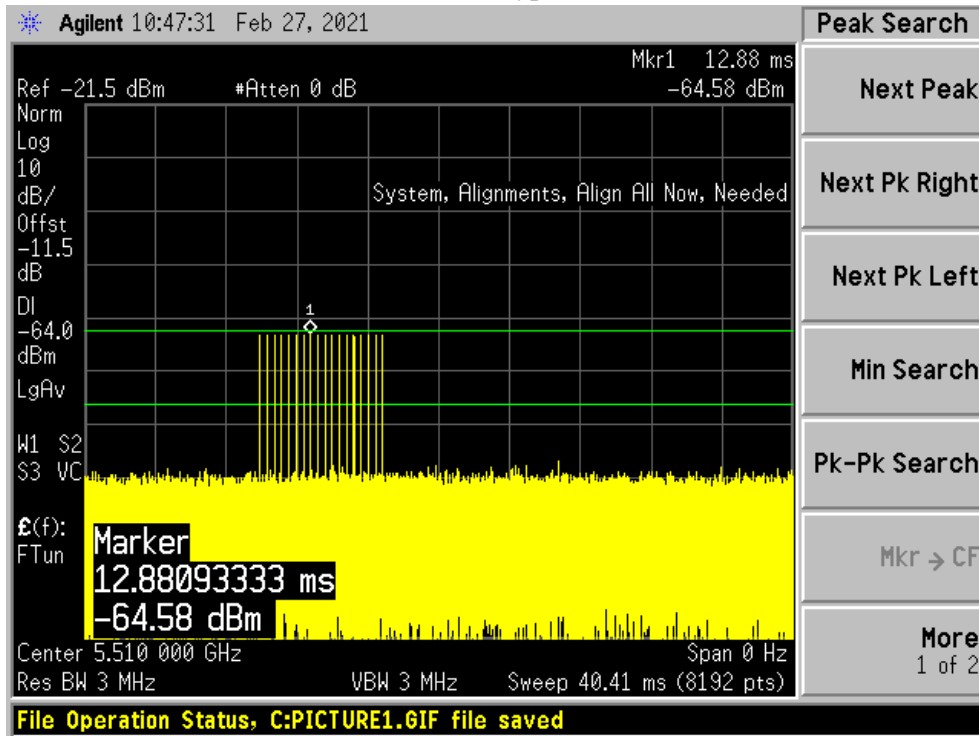 Agilent 10:47:31 Feb 27, 2021
Peak Search
Mkr1 12.88 ms
Ref -21.5 dBm #Atten 0 dB -64.58 dBm
Norm
Log
10
dB/
Offst
-11.5
dB
DI
-64.0
dBm
LgAv
W1 S2
S3 VC
£(f):
FTun
System, Alignments, Align All Now, Needed
1
Marker
12.88093333 ms
-64.58 dBm
Center 5.510 000 GHz Span 0 Hz
Res BW 3 MHz VBW 3 MHz Sweep 40.41 ms (8192 pts)
File Operation Status, C:PICTURE1.GIF file saved
Next Peak
Next Pk Right
Next Pk Left
Min Search
Pk-Pk Search
Mkr → CF
More
1 of 2